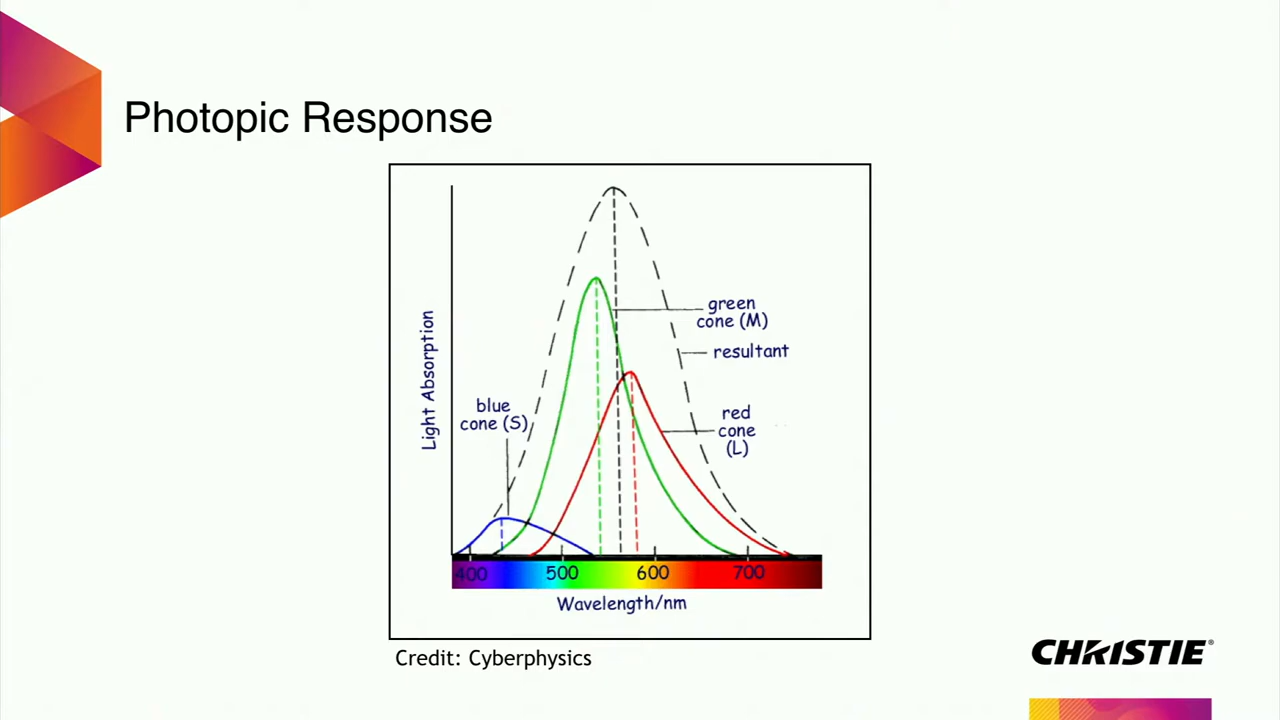 Photopic Response
Light Absorption
green
cone (M)
resultant
blue
cone (S)
red
cone
(L)
400
500
600
700
Wavelength/nm
Credit: Cyberphysics
CHRISTIE®